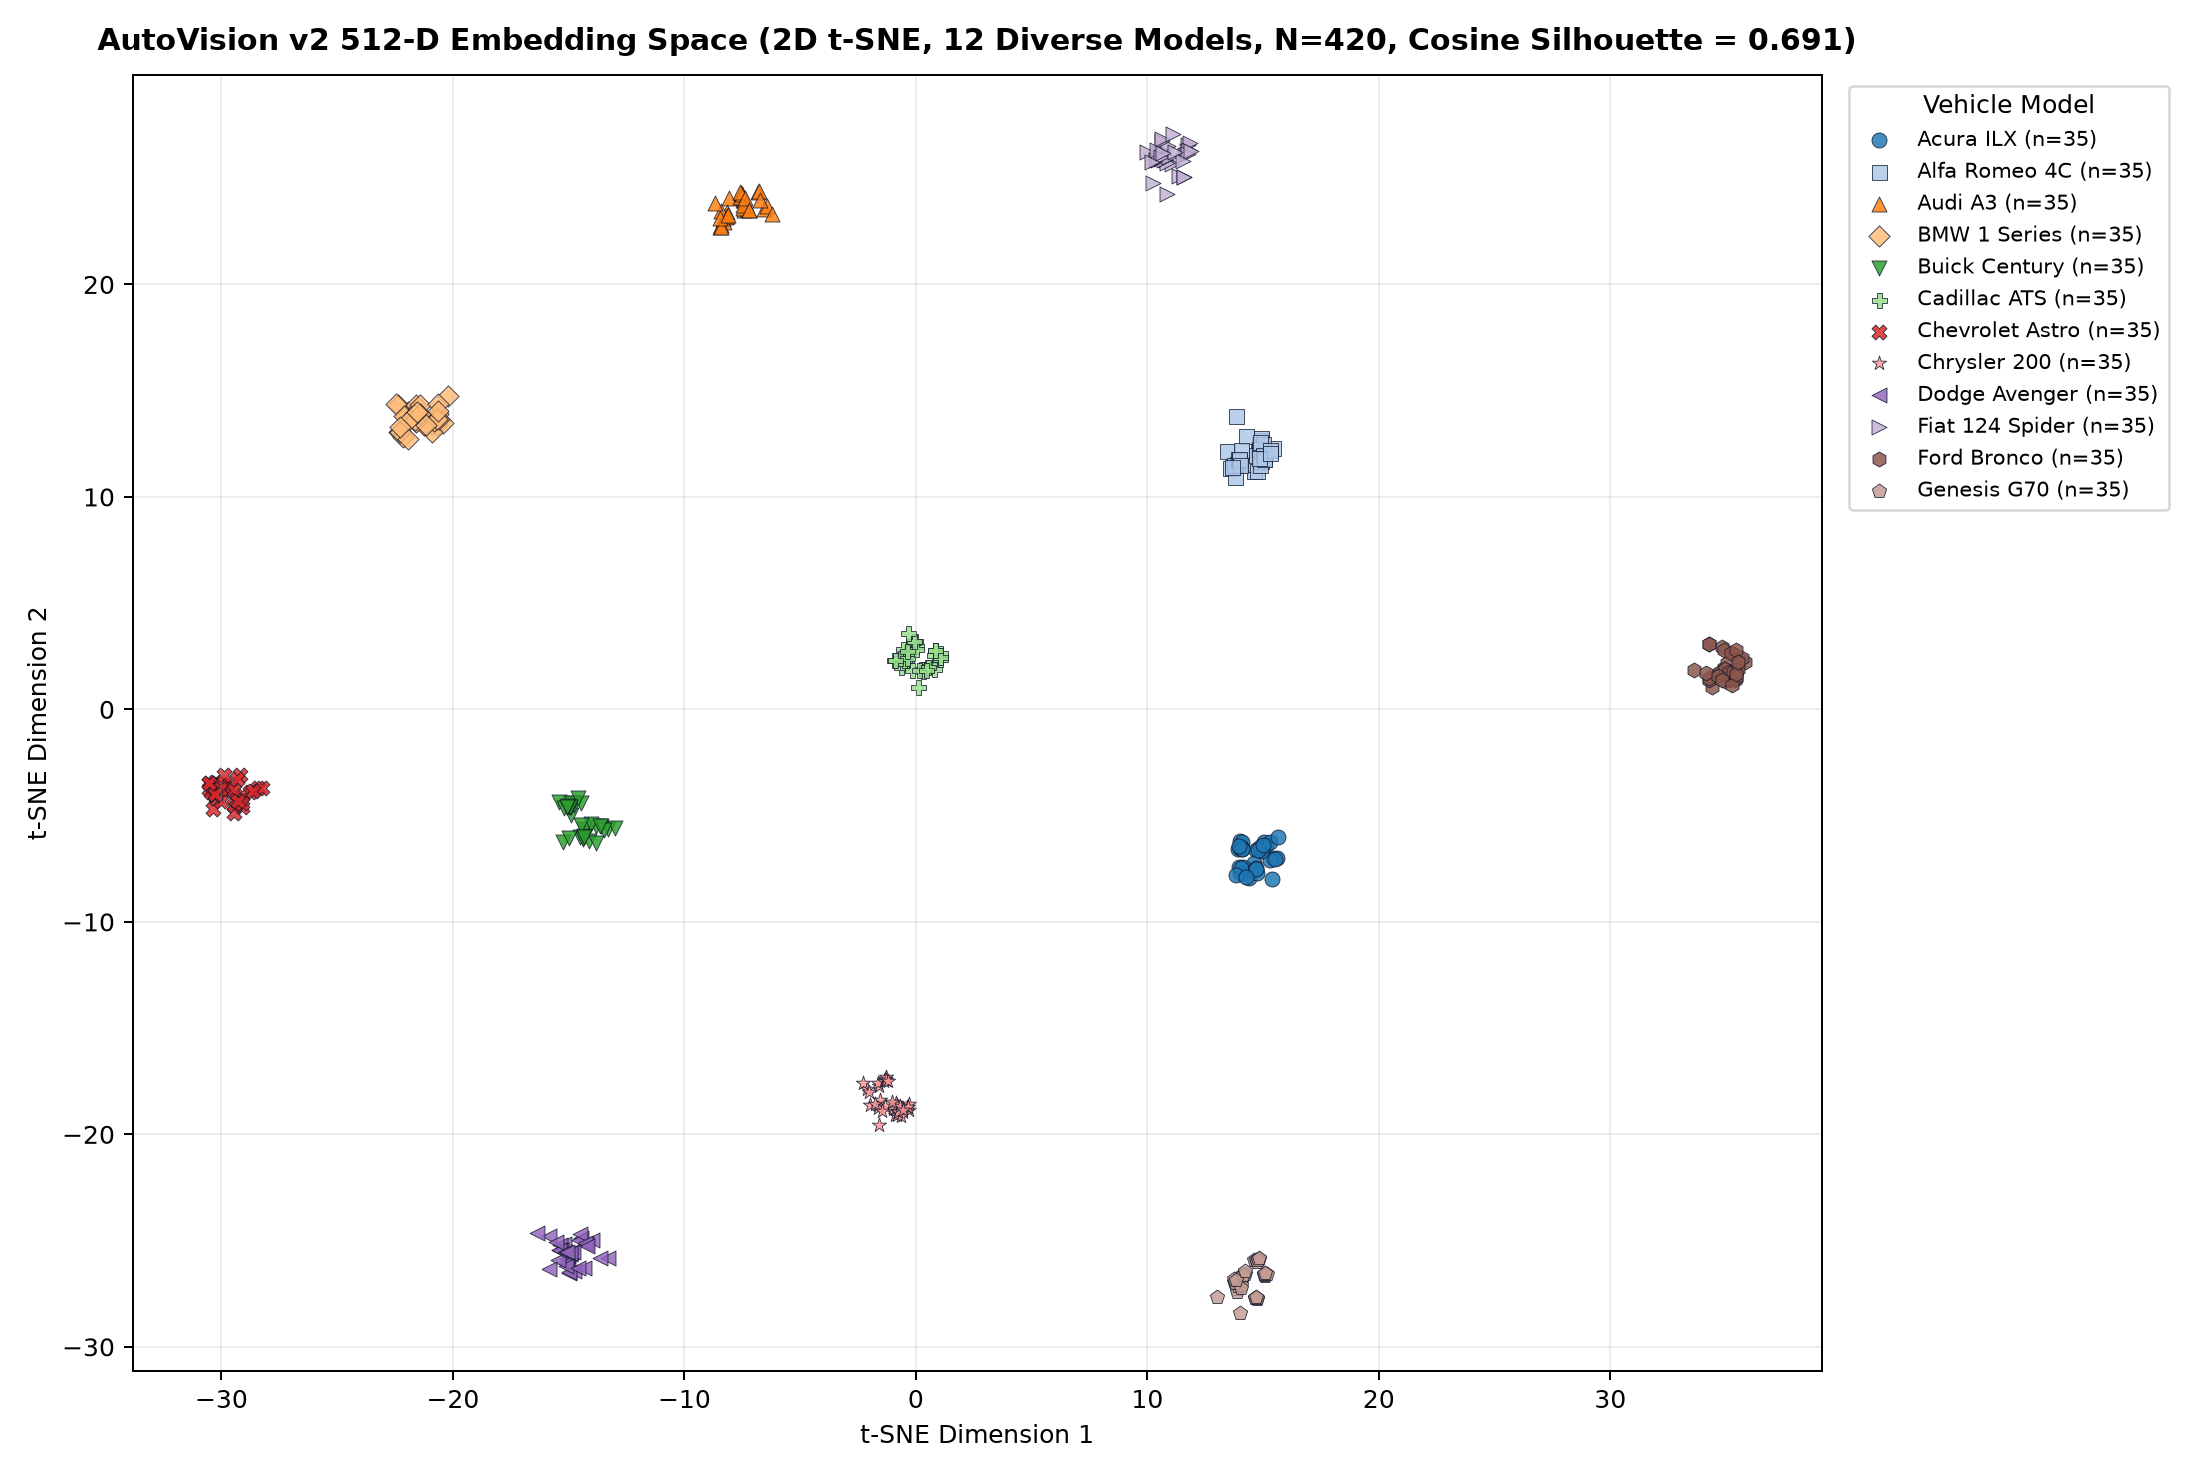 AutoVision v2 512-D Embedding Space (2D t-SNE, 12 Diverse Models, N=420, Cosine Silhouette = 0.691)
Vehicle Model
Acura ILX (n=35)
Alfa Romeo 4C (n=35)
Audi A3 (n=35)
BMW 1 Series (n=35)
Buick Century (n=35)
Cadillac ATS (n=35)
Chevrolet Astro (n=35)
Chrysler 200 (n=35)
Dodge Avenger (n=35)
Fiat 124 Spider (n=35)
Ford Bronco (n=35)
Genesis G70 (n=35)
t-SNE Dimension 2
20
10
0
−10
−20
−30
−30
−20
−10
0
10
20
30
t-SNE Dimension 1